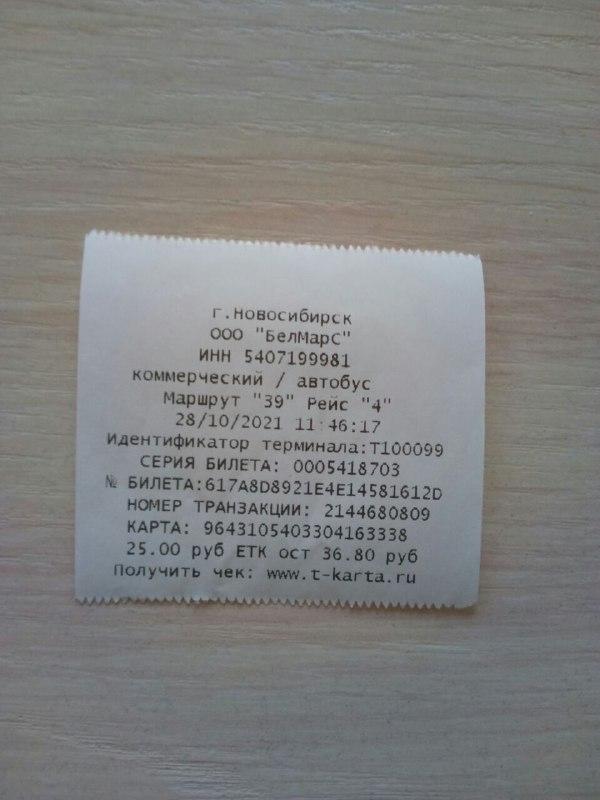 г.Новосибирск
ООО "БелМарс"
ИНН 5407199981
коммерческий / автобус
Маршрут "39" Рейс "4"
28/10/2021 11:46:17
Идентификатор терминала:T100099
СЕРИЯ БИЛЕТА: 0005418703
№ БИЛЕТА:617A8D8921E4E14581612D
НОМЕР ТРАНЗАКЦИИ: 2144680809
КАРТА: 9643105403304163338
25.00 руб ЕТК ост 36.80 руб
Получить чек: www.t-karta.ru